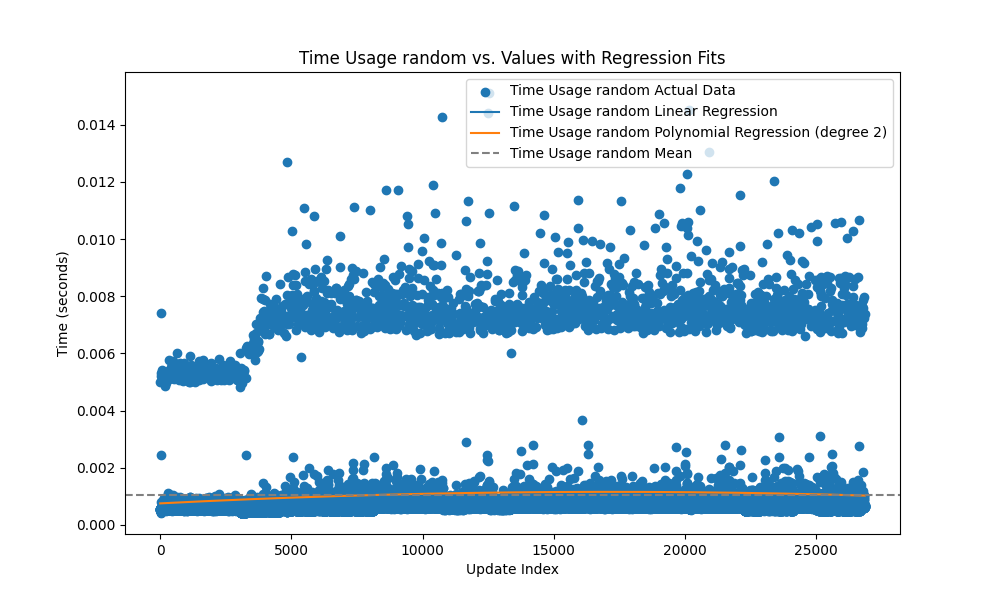 Time Usage random vs. Values with Regression Fits
Time Usage random Actual Data
Time Usage random Linear Regression
Time Usage random Polynomial Regression (degree 2)
Time Usage random Mean
Time (seconds)
0.014
0.012
0.010
0.008
0.006
0.004
0.002
0.000
0
5000
10000
15000
20000
25000
Update Index